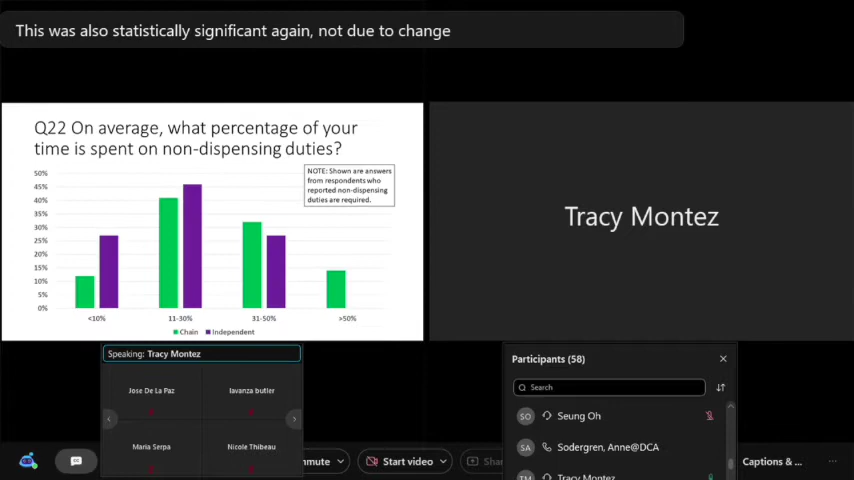 This was also statistically significant again, not due to change
Q22 On average, what percentage of your
time is spent on non-dispensing duties?
NOTE: Shown are answers
from respondents who
reported non-dispensing
duties are required.
50%
45%
40%
35%
30%
25%
20%
15%
10%
5%
0%
<10%
11-30%
31-50%
>50%
Chain
Independent
Tracy Montez
Speaking: Tracy Montez
Jose De La Paz
lavanza butler
Maria Serpa
Nicole Thibeau
Participants (58)
Search
SO
Seung Oh
SA
Sodergren, Anne@DCA
TM
Tracy Montez
Start video
Captions & ...